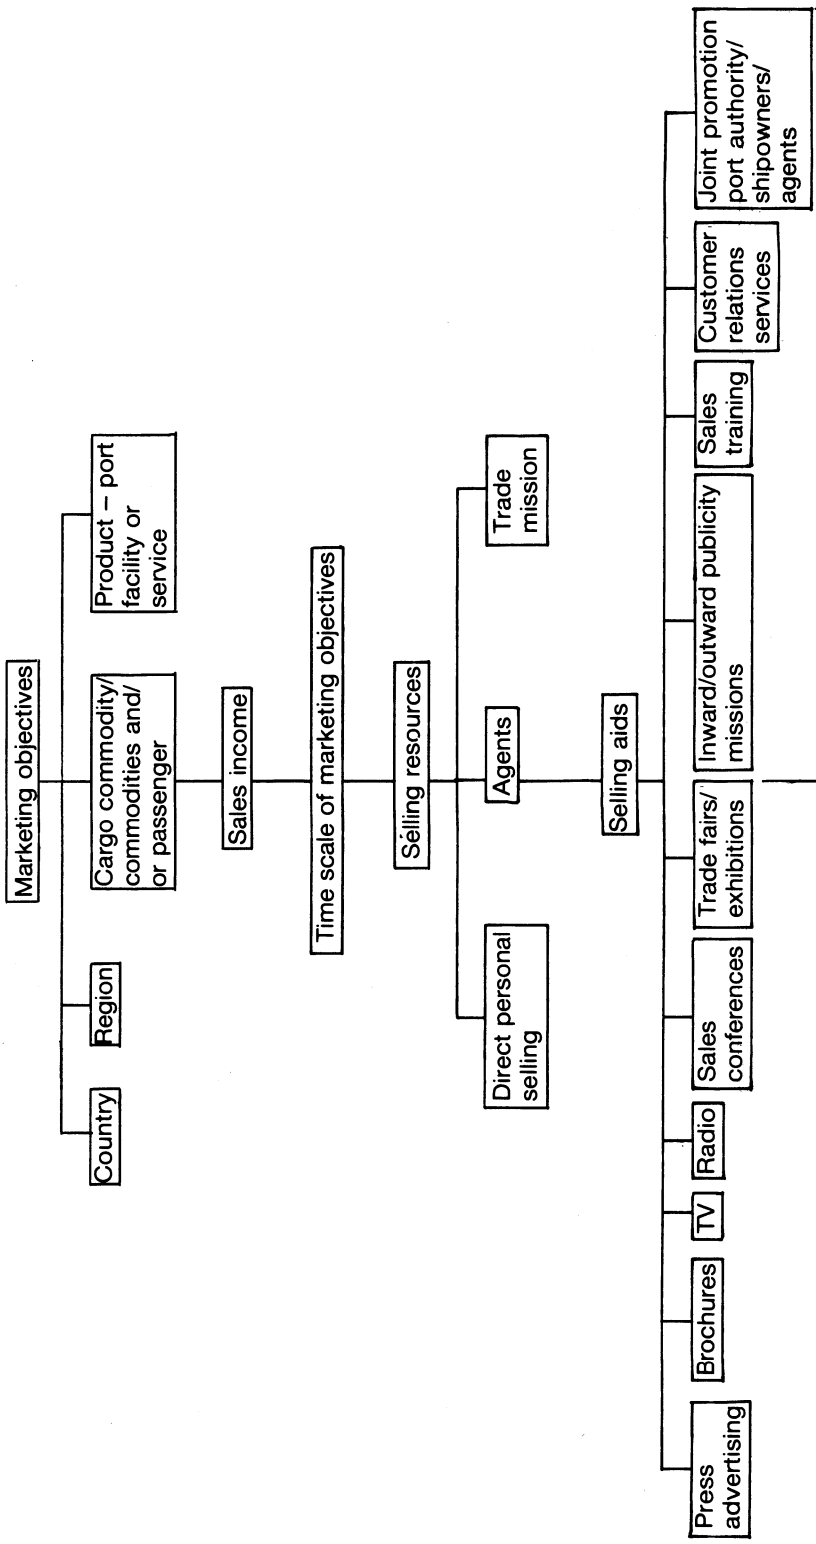 Marketing objectives
Country
Region
Cargo commodity/
commodities and/
or passenger
Product – port
facility or
service
Sales income
Time scale of marketing objectives
Selling resources
Direct personal
selling
Agents
Trade
mission
Selling aids
Press
advertising
Brochures
TV
Radio
Sales
conferences
Trade fairs/
exhibitions
Inward/outward publicity
missions
Sales
training
Customer
relations
services
Joint promotion
port authority/
shipowners/
agents